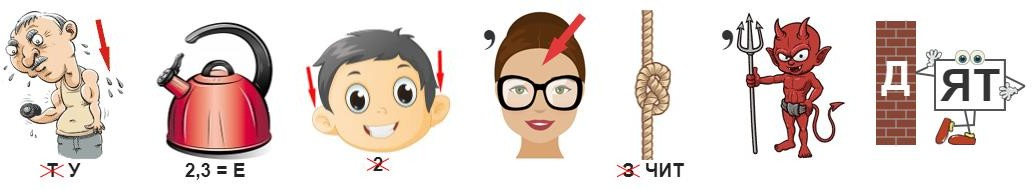 , , Д ЯТ
Т У 2,3 = Е 2 З ЧИТ